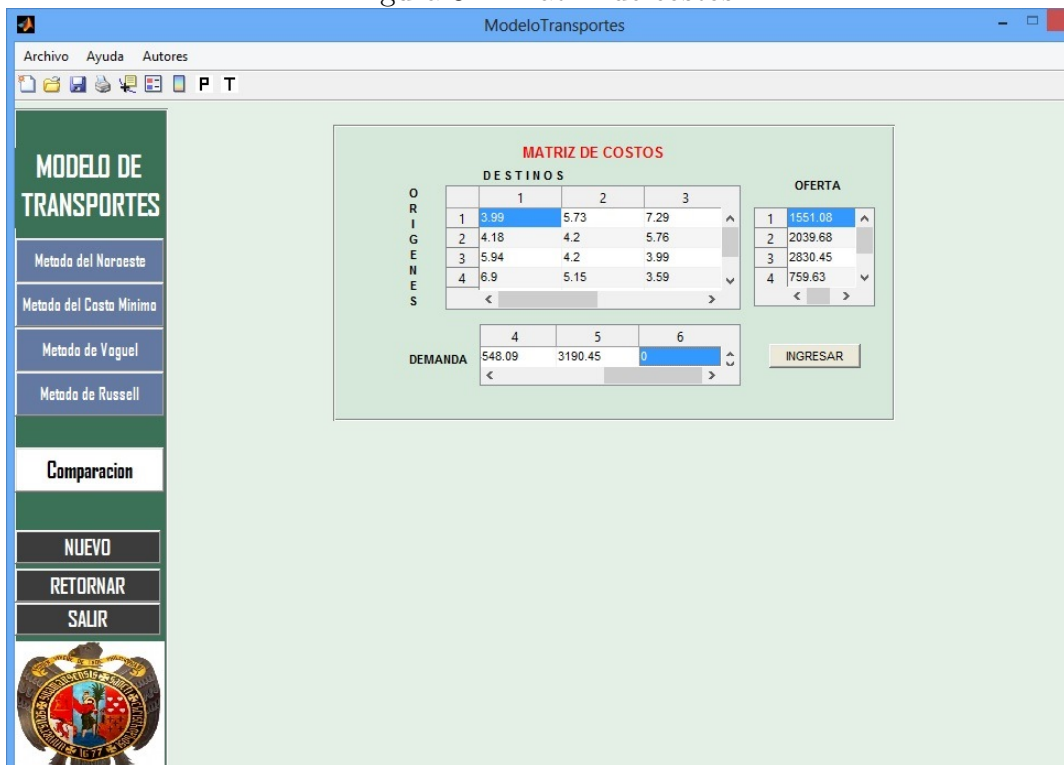 ModeloTransportes
Archivo Ayuda Autores
P T
MODELO DE
TRANSPORTES
Metodo del Noroeste
Metodo del Costo Minimo
Metodo de Voguel
Metodo de Russell
Comparacion
NUEVO
RETORNAR
SALIR
MATRIZ DE COSTOS
DESTINOS
ORIGENES
1 2 3
1 3.99 5.73 7.29
2 4.18 4.2 5.76
3 5.94 4.2 3.99
4 6.9 5.15 3.59
OFERTA
1 1551.08
2 2039.68
3 2830.45
4 759.63
4 5 6
DEMANDA 548.09 3190.45 0
INGRESAR
1677